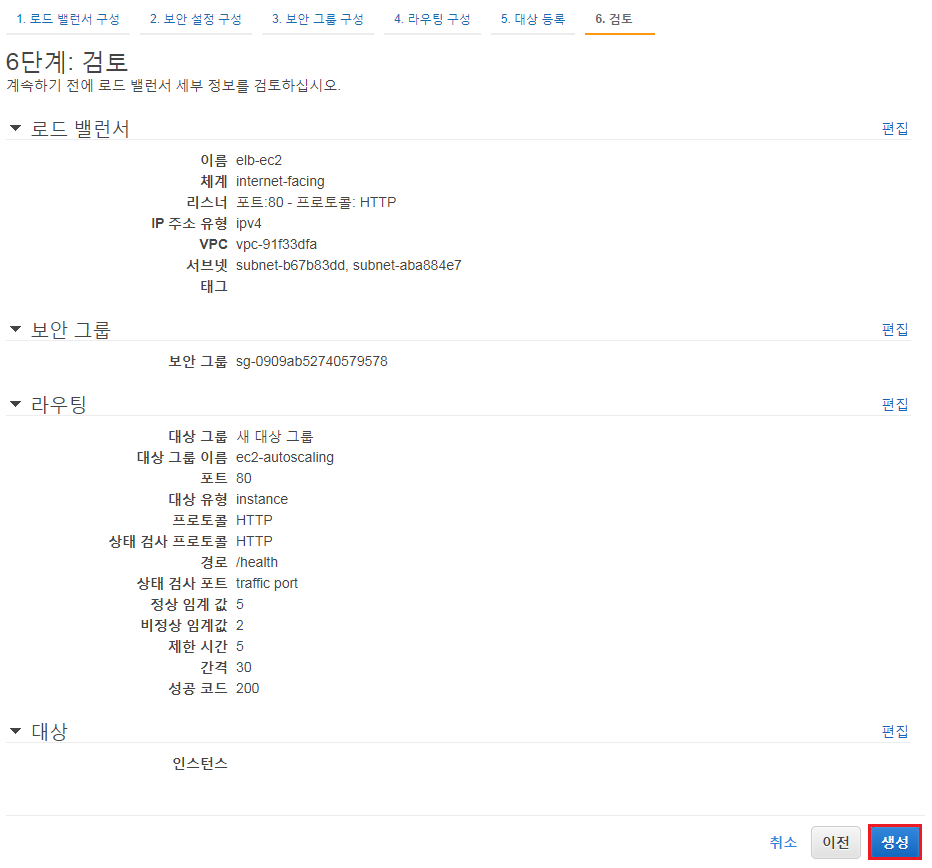 1. 로드 밸런서 구성 2. 보안 설정 구성 3. 보안 그룹 구성 4. 라우팅 구성 5. 대상 등록 6. 검토
6단계: 검토
계속하기 전에 로드 밸런서 세부 정보를 검토하십시오.
로드 밸런서 편집
이름 elb-ec2
체계 internet-facing
리스너 포트:80 - 프로토콜: HTTP
IP 주소 유형 ipv4
VPC vpc-91f33dfa
서브넷 subnet-b67b83dd, subnet-aba884e7
태그
보안 그룹 편집
보안 그룹 sg-0909ab52740579578
라우팅 편집
대상 그룹 새 대상 그룹
대상 그룹 이름 ec2-autoscaling
포트 80
대상 유형 instance
프로토콜 HTTP
상태 검사 프로토콜 HTTP
경로 /health
상태 검사 포트 traffic port
정상 임계 값 5
비정상 임계값 2
제한 시간 5
간격 30
성공 코드 200
대상 편집
인스턴스
취소 이전 생성